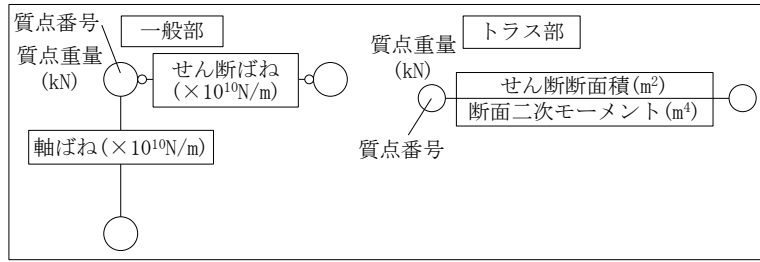 質点番号
一般部
質点重量
(kN)
せん断ばね
(×10¹⁰N/m)
軸ばね(×10¹⁰N/m)
トラス部
質点重量
(kN)
せん断断面積(m²)
断面二次モーメント(m⁴)
質点番号